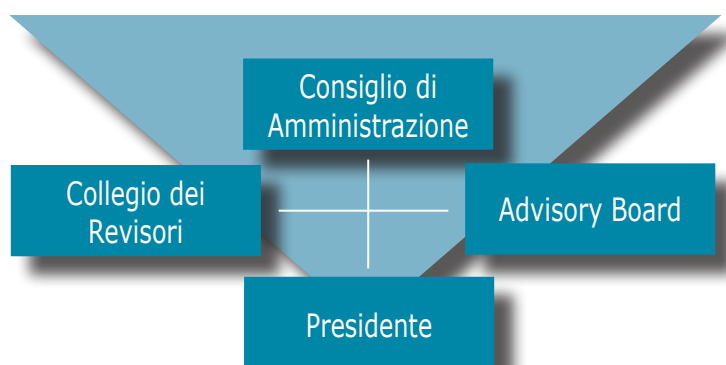 Consiglio di
Amministrazione
Collegio dei
Revisori
Advisory Board
Presidente